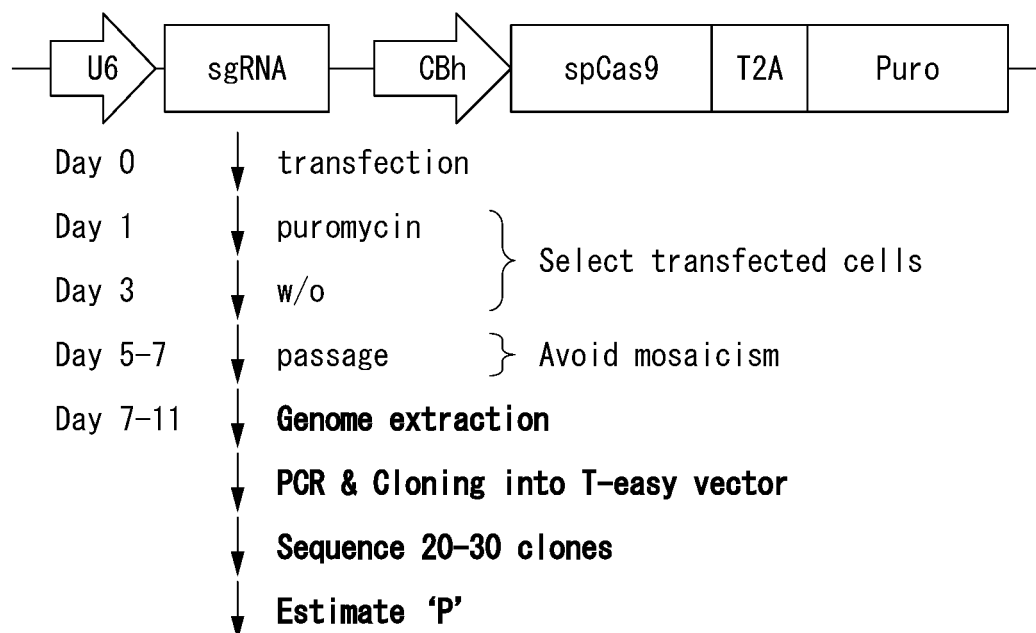 U6 sgRNA CBh spCas9 T2A Puro
Day 0 transfection
Day 1 puromycin
Select transfected cells
Day 3 w/o
Day 5-7 passage Avoid mosaicism
Day 7-11 Genome extraction
PCR & Cloning into T-easy vector
Sequence 20-30 clones
Estimate ‘P’